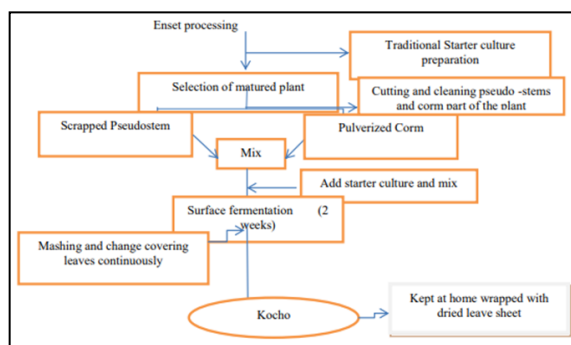 Enset processing
Traditional Starter culture
preparation
Selection of matured plant
Cutting and cleaning pseudo -stems
and corm part of the plant
Scrapped Pseudostem
Pulverized Corm
Mix
Add starter culture and mix
Surface fermentation (2
weeks)
Mashing and change covering
leaves continuously
Kocho
Kept at home wrapped with
dried leave sheet